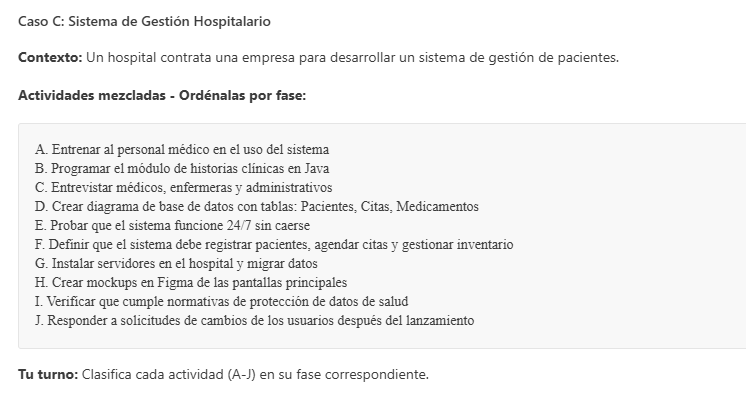 Caso C: Sistema de Gestión Hospitalario
Contexto: Un hospital contrata una empresa para desarrollar un sistema de gestión de pacientes.
Actividades mezcladas - Ordénalas por fase:
A. Entrenar al personal médico en el uso del sistema
B. Programar el módulo de historias clínicas en Java
C. Entrevistar médicos, enfermeras y administrativos
D. Crear diagrama de base de datos con tablas: Pacientes, Citas, Medicamentos
E. Probar que el sistema funcione 24/7 sin caerse
F. Definir que el sistema debe registrar pacientes, agendar citas y gestionar inventario
G. Instalar servidores en el hospital y migrar datos
H. Crear mockups en Figma de las pantallas principales
I. Verificar que cumple normativas de protección de datos de salud
J. Responder a solicitudes de cambios de los usuarios después del lanzamiento
Tu turno: Clasifica cada actividad (A-J) en su fase correspondiente.